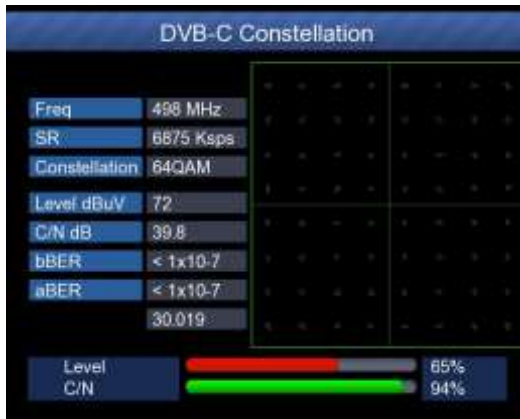 DVB-C Constellation
Freq 498 MHz
SR 6875 Ksps
Constellation 64QAM
Level dBuV 72
C/N dB 39.8
bBER < 1x10-7
aBER < 1x10-7
30.019
Level 65%
C/N 94%